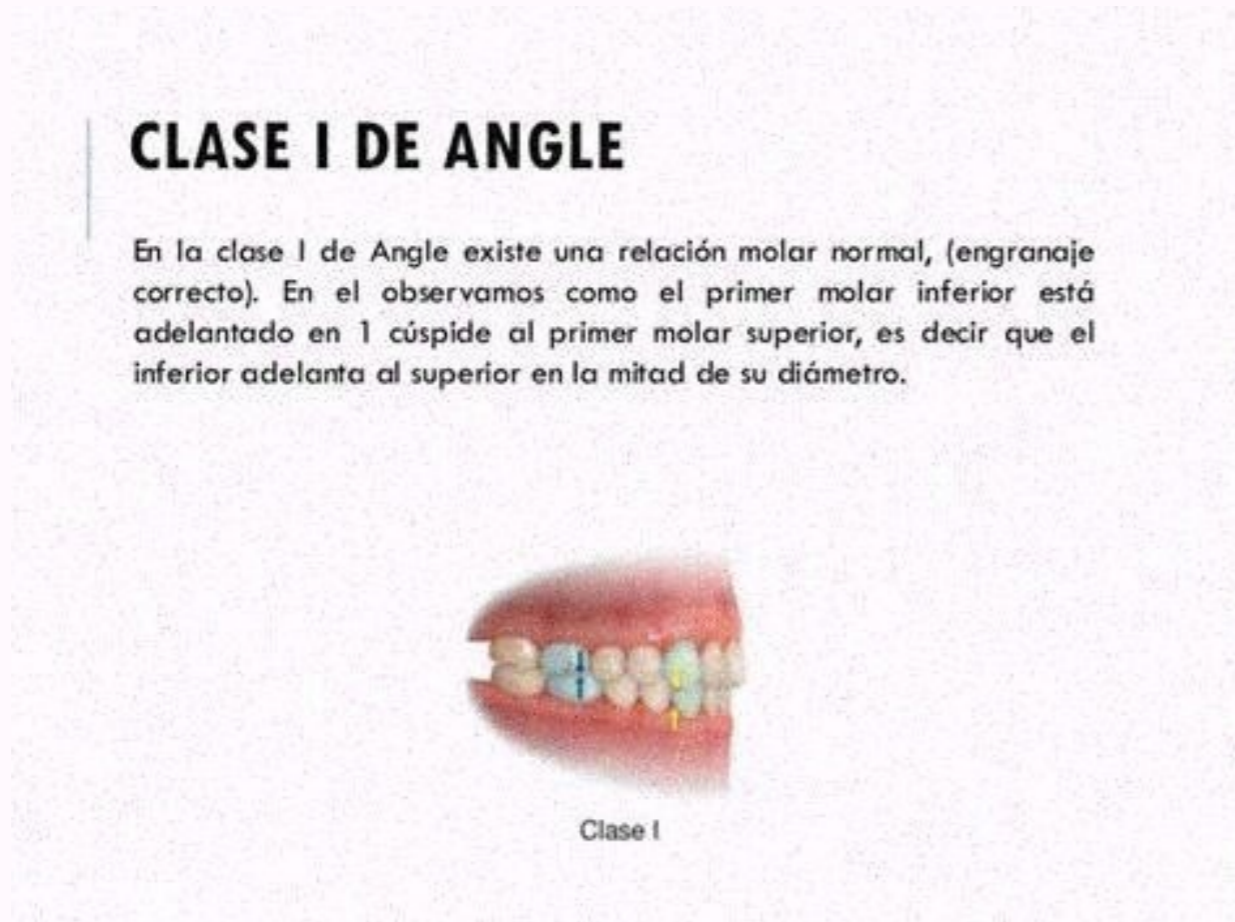 CLASE I DE ANGLE
En la clase I de Angle existe una relación molar normal, (engranaje
correcto). En el observamos como el primer molar inferior está
adelantado en 1 cúspide al primer molar superior, es decir que el
inferior adelanta al superior en la mitad de su diámetro.
Clase I